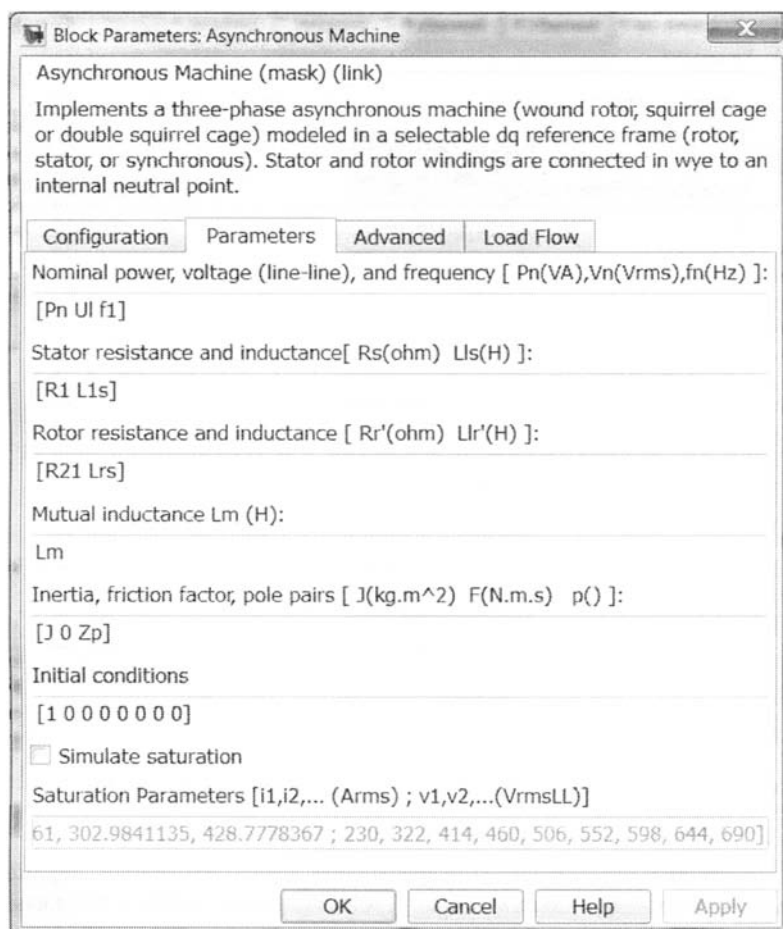 Block Parameters: Asynchronous Machine
Asynchronous Machine (mask) (link)
Implements a three-phase asynchronous machine (wound rotor, squirrel cage
or double squirrel cage) modeled in a selectable dq reference frame (rotor,
stator, or synchronous). Stator and rotor windings are connected in wye to an
internal neutral point.
Configuration Parameters Advanced Load Flow
Nominal power, voltage (line-line), and frequency [ Pn(VA),Vn(Vrms),fn(Hz) ]:
[Pn Ul f1]
Stator resistance and inductance[ Rs(ohm) Lls(H) ]:
[R1 L1s]
Rotor resistance and inductance [ Rr'(ohm) Llr'(H) ]:
[R21 Lrs]
Mutual inductance Lm (H):
Lm
Inertia, friction factor, pole pairs [ J(kg.m^2) F(N.m.s) p() ]:
[J 0 Zp]
Initial conditions
[1 0 0 0 0 0 0 0]
Simulate saturation
Saturation Parameters [i1,i2,... (Arms) ; v1,v2,...(VrmsLL)]
61, 302.9841135, 428.7778367 ; 230, 322, 414, 460, 506, 552, 598, 644, 690]
OK Cancel Help Apply